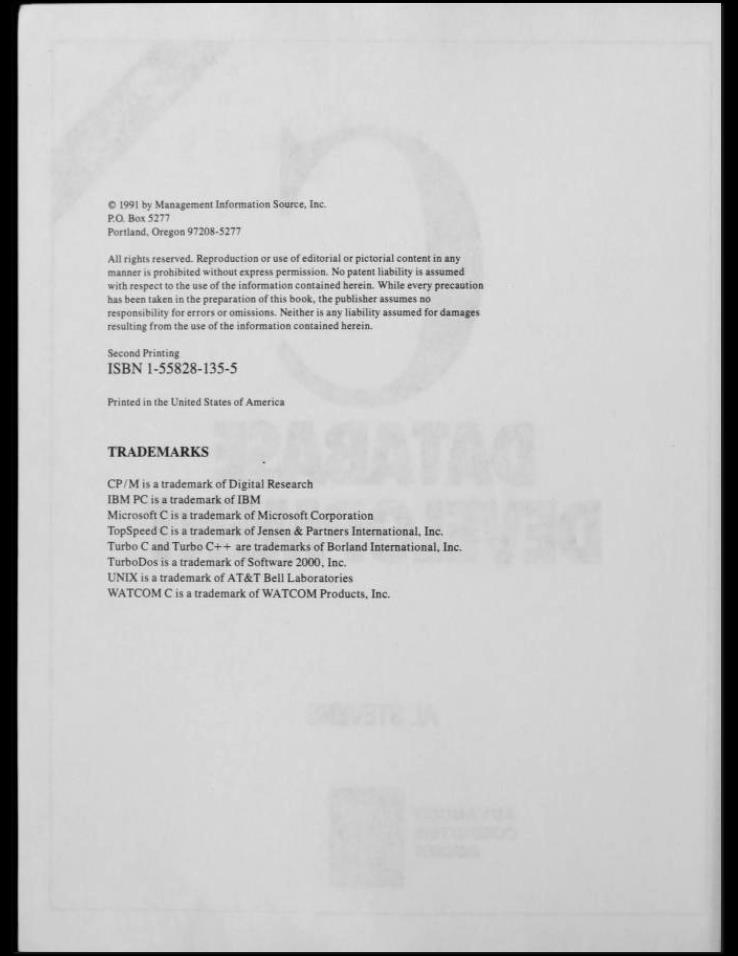 © 1991 by Management Information Source, Inc.
P.O. Box 5277
Portland, Oregon 97208-5277
All rights reserved. Reproduction or use of editorial or pictorial content in any
manner is prohibited without express permission. No patent liability is assumed
with respect to the use of the information contained herein. While every precaution
has been taken in the preparation of this book, the publisher assumes no
responsibility for errors or omissions. Neither is any liability assumed for damages
resulting from the use of the information contained herein.
Second Printing
ISBN 1-55828-135-5
Printed in the United States of America
TRADEMARKS
CP/M is a trademark of Digital Research
IBM PC is a trademark of IBM
Microsoft C is a trademark of Microsoft Corporation
TopSpeed C is a trademark of Jensen & Partners International, Inc.
Turbo C and Turbo C++ are trademarks of Borland International, Inc.
TurboDos is a trademark of Software 2000, Inc.
UNIX is a trademark of AT&T Bell Laboratories
WATCOM C is a trademark of WATCOM Products, Inc.